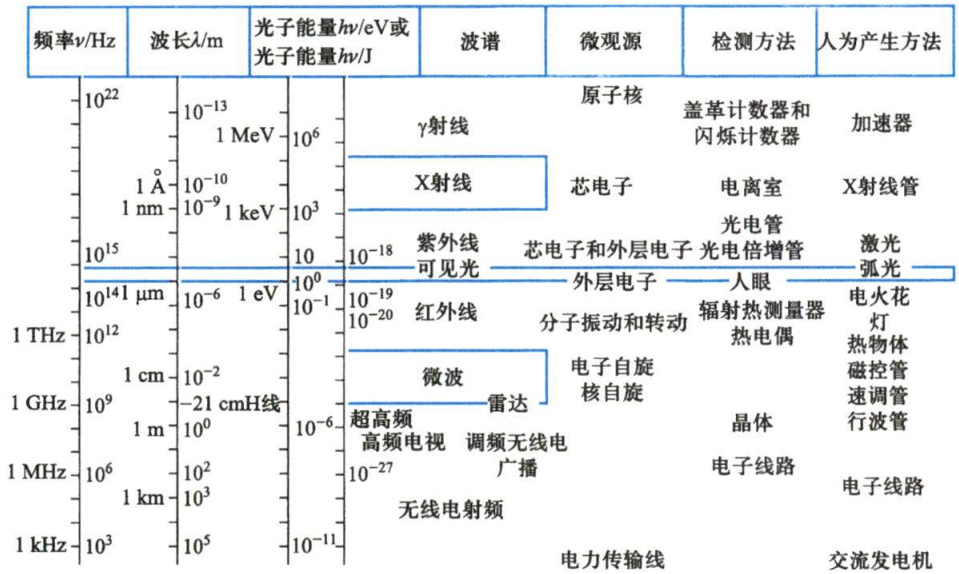 频率ν/Hz 波长λ/m 光子能量hν/eV或 波谱 微观源 检测方法 人为产生方法
光子能量hν/J
10²² 原子核
10⁻¹³ 盖革计数器和
1 MeV 10⁶ γ射线 闪烁计数器 加速器
1 Å 10⁻¹⁰ X射线 芯电子 电离室 X射线管
1 nm 10⁻⁹ 1 keV 10³
光电管
10¹⁵ 10 10⁻¹⁸ 紫外线 芯电子和外层电子 光电倍增管 激光
可见光 弧光
10⁰ 外层电子 人眼
10¹⁴ 1 μm 10⁻⁶ 1 eV 10⁻¹ 10⁻¹⁹ 电火花
10⁻²⁰ 红外线 分子振动和转动 辐射热测量器 灯
1 THz 10¹² 热电偶 热物体
1 cm 10⁻² 微波 电子自旋 磁控管
核自旋 速调管
1 GHz 10⁹ −21 cmH线 雷达
1 m 10⁰ 10⁻⁶ 超高频 晶体 行波管
高频电视 调频无线电
1 MHz 10⁶ 10² 10⁻²⁷ 广播 电子线路
1 km 10³ 电子线路
无线电射频
1 kHz 10³ 10⁵ 10⁻¹¹ 电力传输线 交流发电机